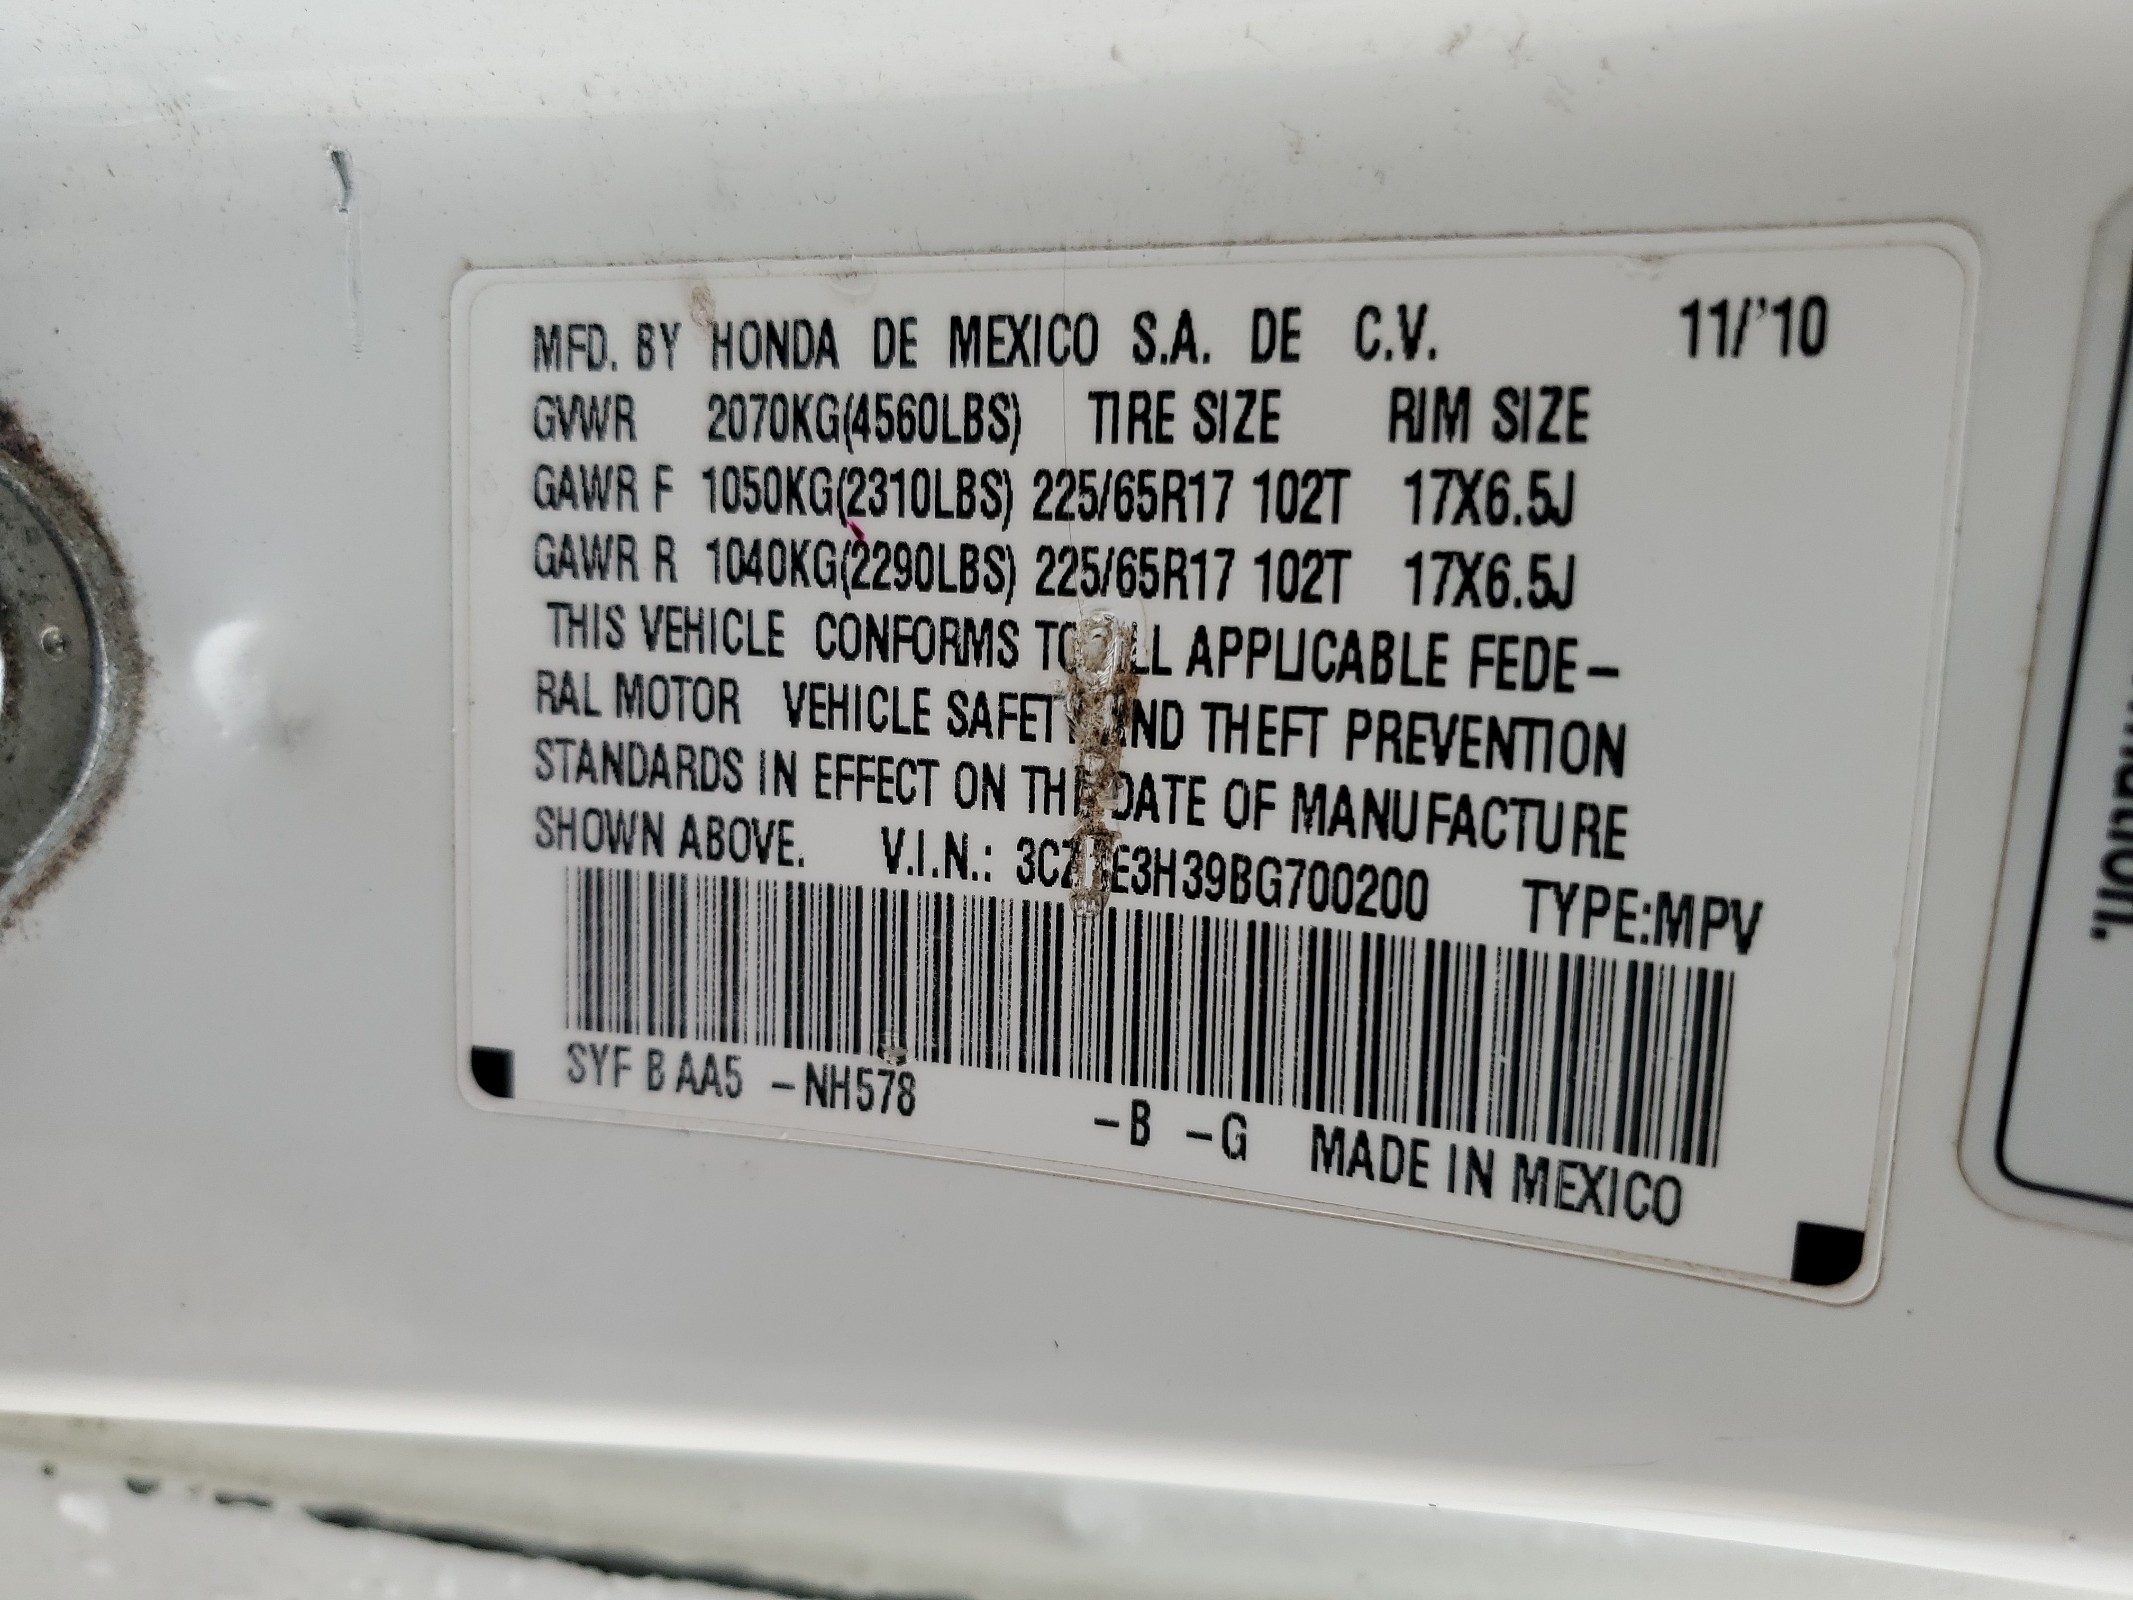 MFD. BY HONDA DE MEXICO S.A. DE C.V. 11/'10
GVWR 2070KG(4560LBS) TIRE SIZE RIM SIZE
GAWR F 1050KG(2310LBS) 225/65R17 102T 17X6.5J
GAWR R 1040KG(2290LBS) 225/65R17 102T 17X6.5J
THIS VEHICLE CONFORMS TO ALL APPLICABLE FEDE-
RAL MOTOR VEHICLE SAFETY AND THEFT PREVENTION
STANDARDS IN EFFECT ON THE DATE OF MANUFACTURE
SHOWN ABOVE. V.I.N.: TYPE:MPV
SYF B AA5 -NH578 -B -G MADE IN MEXICO